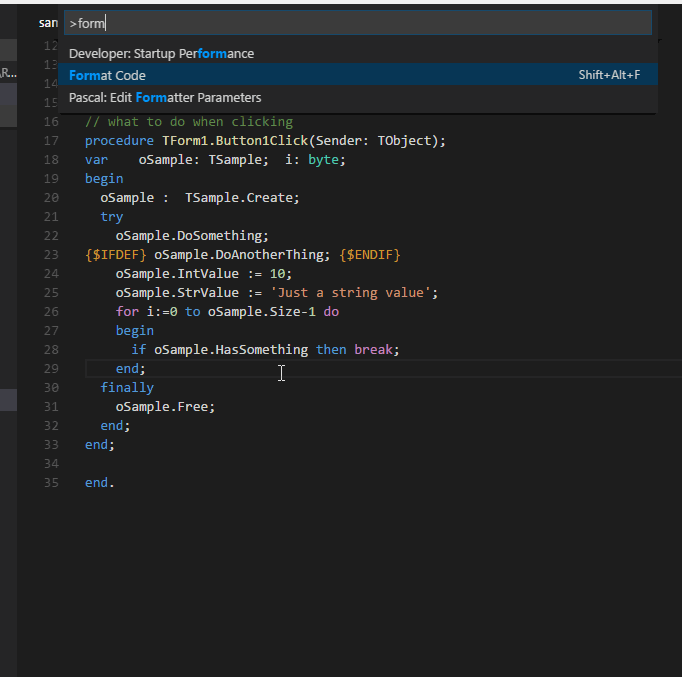 san
>form
Developer: Startup Performance
Format Code Shift+Alt+F
Pascal: Edit Formatter Parameters
12
13
R...
14
15
16 // what to do when clicking
17 procedure TForm1.Button1Click(Sender: TObject);
18 var    oSample: TSample;  i: byte;
19 begin
20   oSample :  TSample.Create;
21   try
22     oSample.DoSomething;
23 {$IFDEF} oSample.DoAnotherThing; {$ENDIF}
24     oSample.IntValue := 10;
25     oSample.StrValue := 'Just a string value';
26     for i:=0 to oSample.Size-1 do
27     begin
28       if oSample.HasSomething then break;
29     end;
30   finally
31     oSample.Free;
32   end;
33 end;
34
35 end.